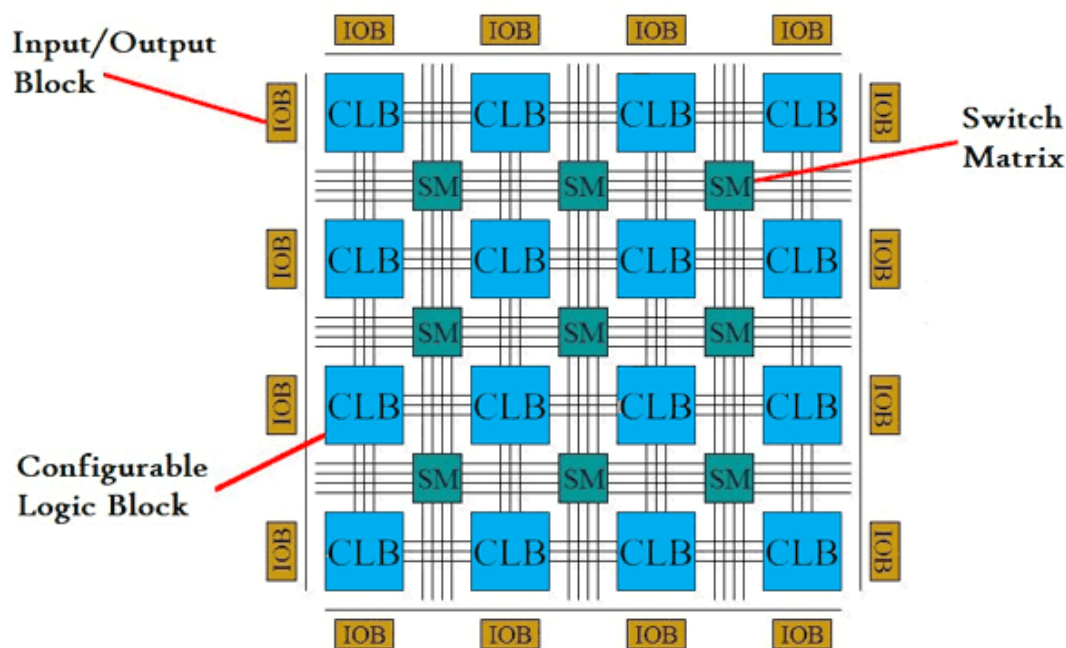 IOB IOB IOB IOB
Input/Output
Block
IOB CLB CLB CLB CLB IOB
Switch
Matrix
SM SM SM
IOB CLB CLB CLB CLB IOB
SM SM SM
IOB CLB CLB CLB CLB IOB
Configurable
Logic Block
SM SM SM
IOB CLB CLB CLB CLB IOB
IOB IOB IOB IOB